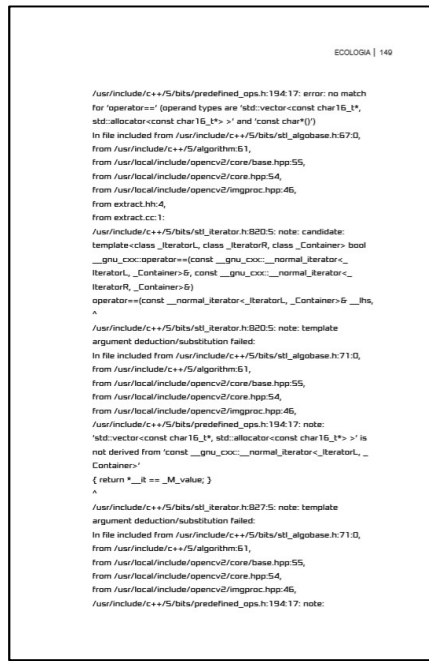 ECOLOGIA | 149
/usr/include/c++/5/bits/predefined_ops.h:194:17: error: no match
for ‘operator==’ (operand types are ‘std::vector<const char16_t*,
std::allocator<const char16_t*> >’ and ‘const char*()’)
In file included from /usr/include/c++/5/bits/stl_algobase.h:67:0,
from /usr/include/c++/5/algorithm:61,
from /usr/local/include/opencv2/core/base.hpp:55,
from /usr/local/include/opencv2/core.hpp:54,
from /usr/local/include/opencv2/imgproc.hpp:46,
from extract.hh:4,
from extract.cc:1:
/usr/include/c++/5/bits/stl_iterator.h:820:5: note: candidate:
template<class _IteratorL, class _IteratorR, class _Container> bool
__gnu_cxx::operator==(const __gnu_cxx::__normal_iterator<_
IteratorL, _Container>&, const __gnu_cxx::__normal_iterator<_
IteratorR, _Container>&)
operator==(const __normal_iterator<_IteratorL, _Container>& __lhs,
^
/usr/include/c++/5/bits/stl_iterator.h:820:5: note: template
argument deduction/substitution failed:
In file included from /usr/include/c++/5/bits/stl_algobase.h:71:0,
from /usr/include/c++/5/algorithm:61,
from /usr/local/include/opencv2/core/base.hpp:55,
from /usr/local/include/opencv2/core.hpp:54,
from /usr/local/include/opencv2/imgproc.hpp:46,
/usr/include/c++/5/bits/predefined_ops.h:194:17: note:
‘std::vector<const char16_t*, std::allocator<const char16_t*> >’ is
not derived from ‘const __gnu_cxx::__normal_iterator<_IteratorL, _
Container>’
{ return *__it == _M_value; }
^
/usr/include/c++/5/bits/stl_iterator.h:827:5: note: template
argument deduction/substitution failed:
In file included from /usr/include/c++/5/bits/stl_algobase.h:71:0,
from /usr/include/c++/5/algorithm:61,
from /usr/local/include/opencv2/core/base.hpp:55,
from /usr/local/include/opencv2/core.hpp:54,
from /usr/local/include/opencv2/imgproc.hpp:46,
/usr/include/c++/5/bits/predefined_ops.h:194:17: note: